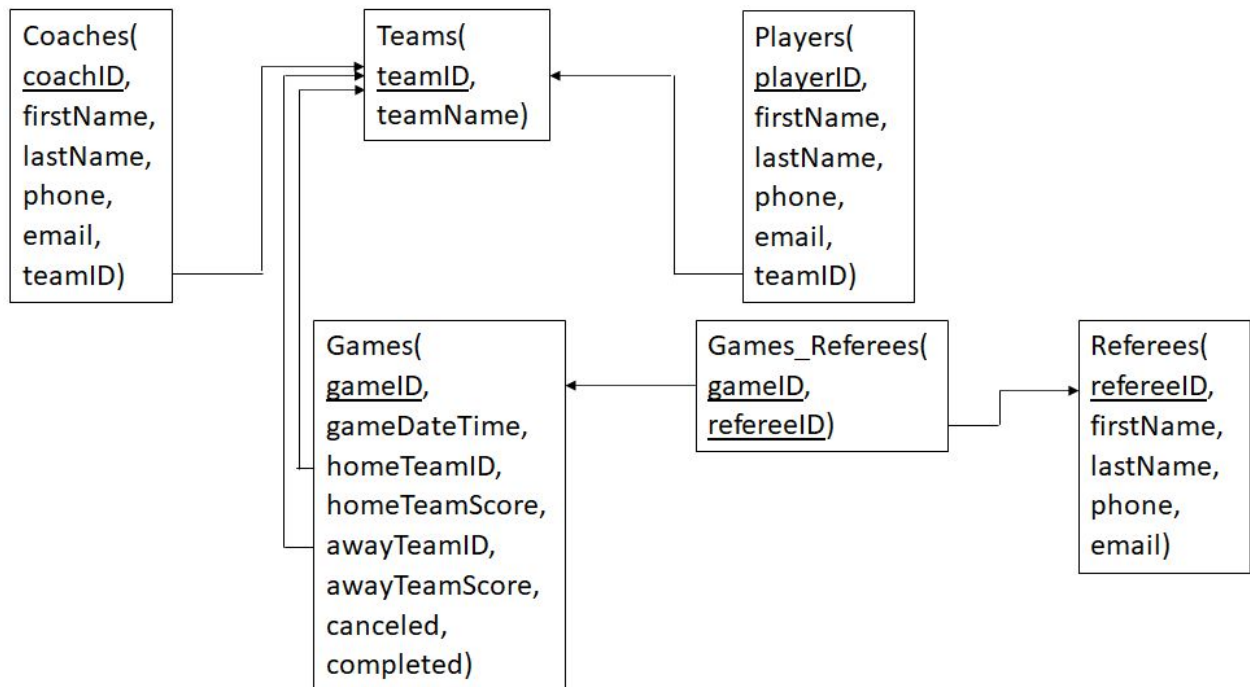 Coaches(
coachID,
firstName,
lastName,
phone,
email,
teamID)
Teams(
teamID,
teamName)
Players(
playerID,
firstName,
lastName,
phone,
email,
teamID)
Games(
gameID,
gameDateTime,
homeTeamID,
homeTeamScore,
awayTeamID,
awayTeamScore,
canceled,
completed)
Games_Referees(
gameID,
refereeID)
Referees(
refereeID,
firstName,
lastName,
phone,
email)